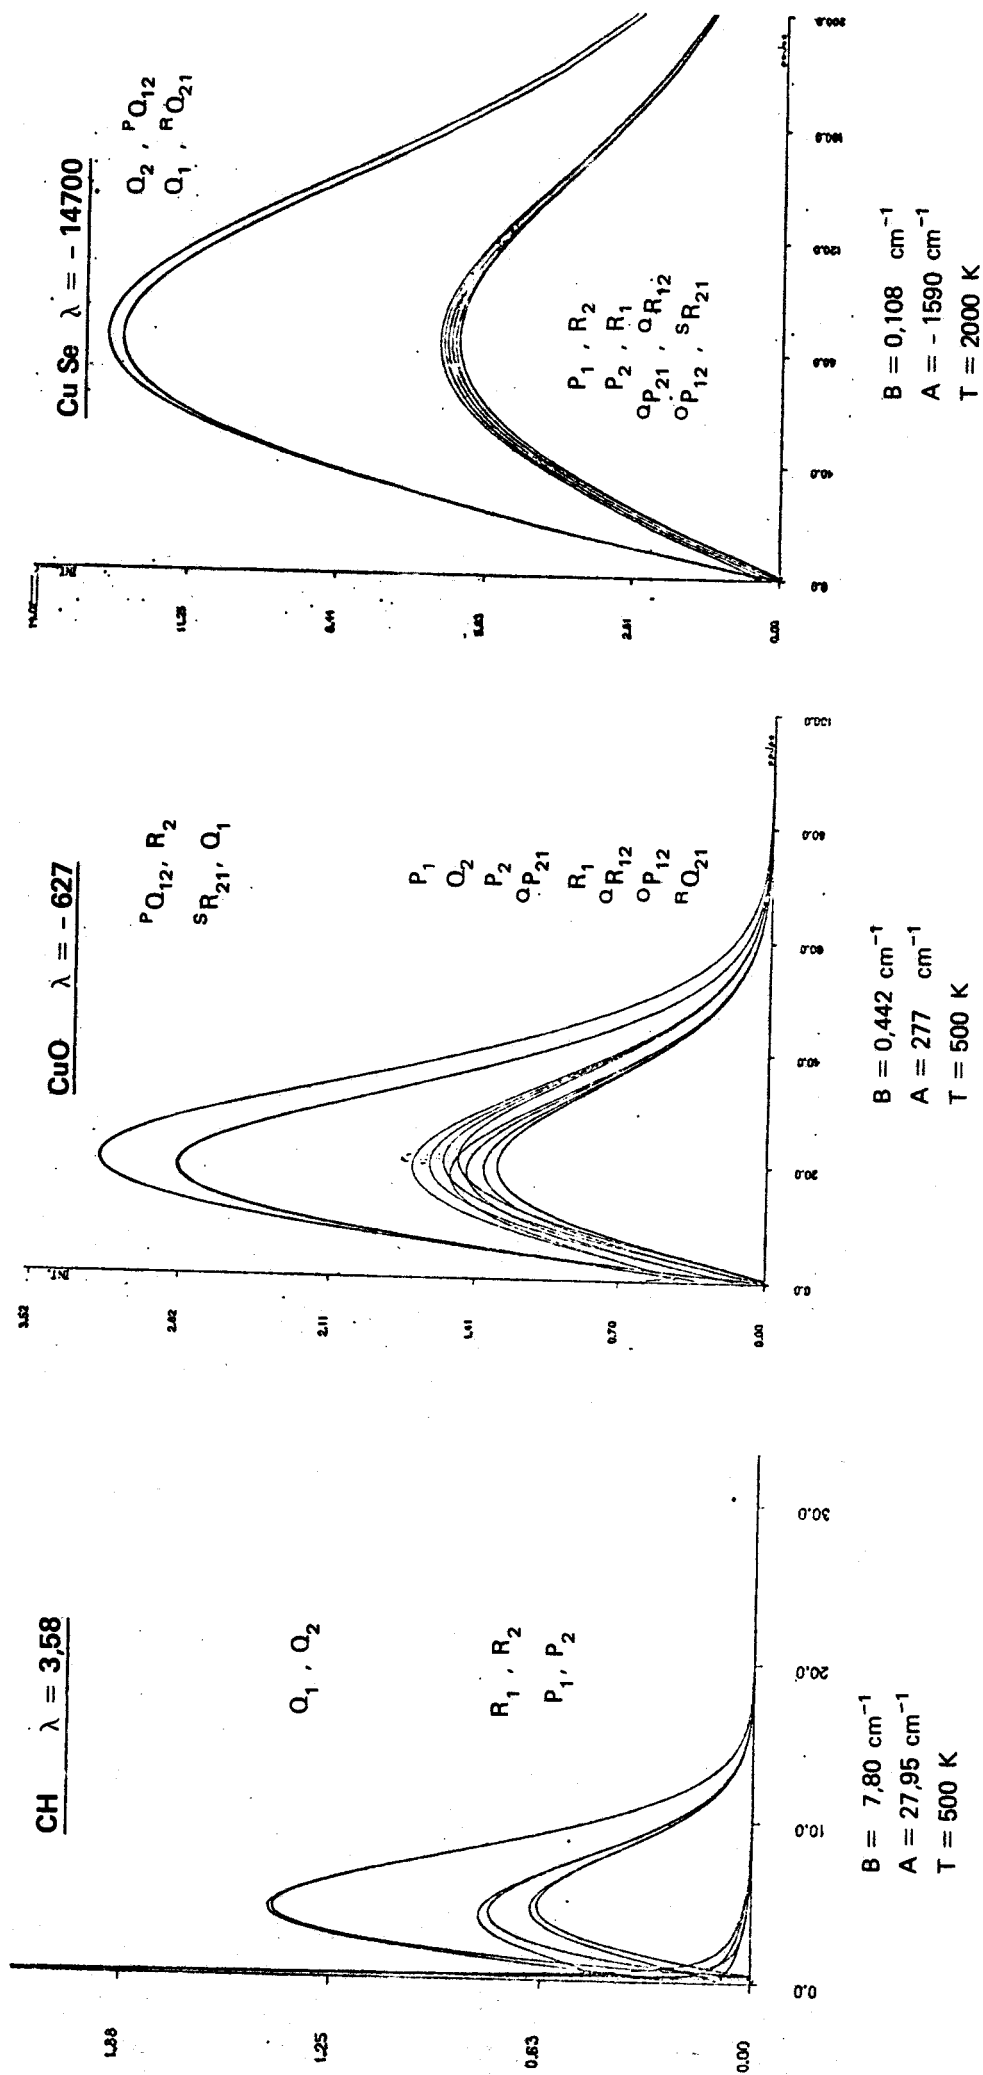 CH λ = 3,58
1.88
1.25
0.63
0.00
0.0
10.0
20.0
30.0
Q1 , Q2
R1 , R2
P1 , P2
B = 7,80 cm−1
A = 27,95 cm−1
T = 500 K
CuO λ = - 627
3.52
INT.
2.82
2.11
1.41
0.70
0.00
0.0
20.0
40.0
60.0
80.0
100.0
PQ12, R2
SR21, Q1
P1
Q2
P2
QP21
R1
QR12
OP12
RQ21
B = 0,442 cm−1
A = 277 cm−1
T = 500 K
Cu Se λ = - 14700
INT.
11.25
8.44
5.63
2.81
0.00
0.0
40.0
80.0
120.0
160.0
200.0
Q2 , PQ12
Q1 , RQ21
P1 , R2
P2 , R1
QP21 , QR12
OP12 , SR21
B = 0,108 cm−1
A = - 1590 cm−1
T = 2000 K